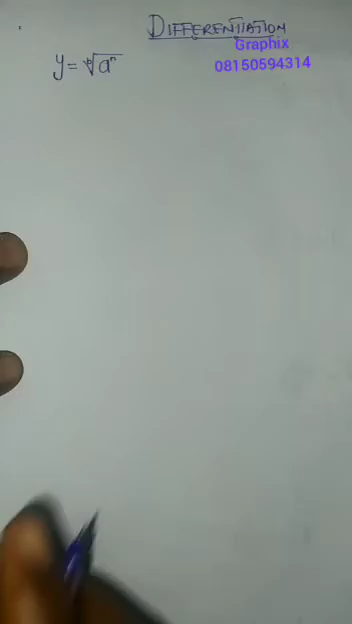 DIFFERENTIATION
Graphix
08150594314
y = ⁿ√aⁿ